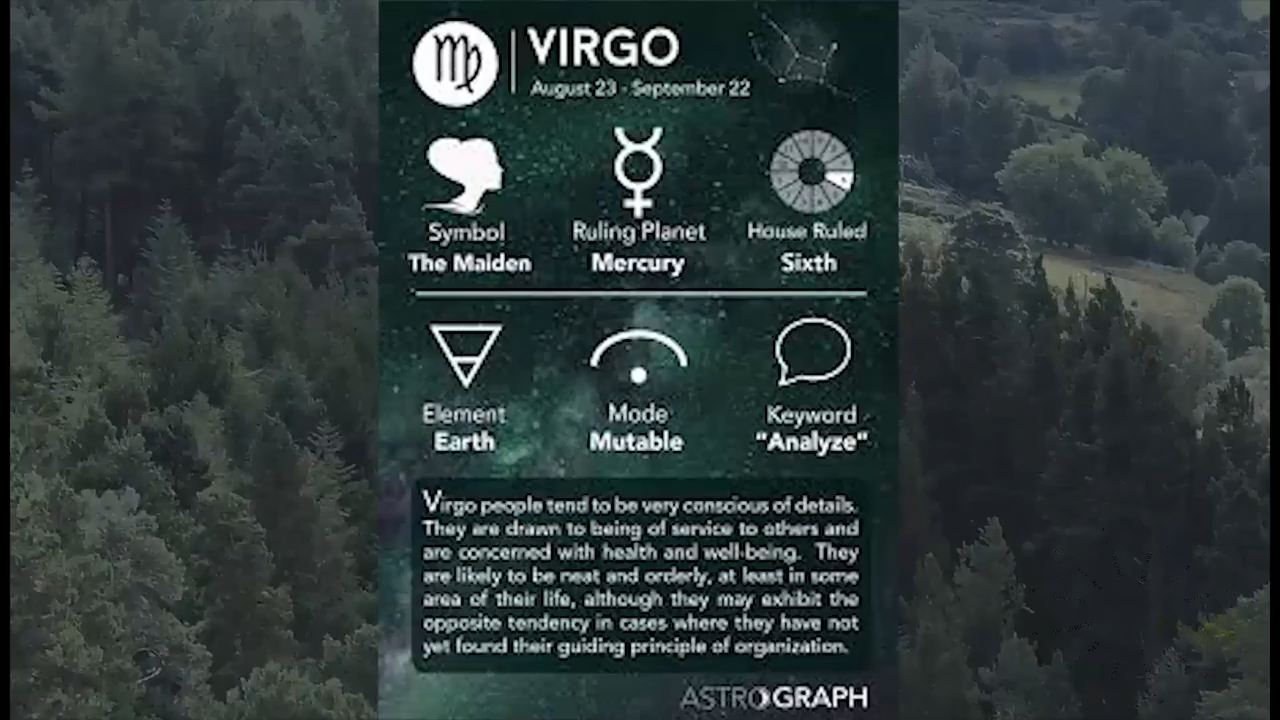 VIRGO
August 23 - September 22
Symbol
The Maiden
Ruling Planet
Mercury
House Ruled
Sixth
Element
Earth
Mode
Mutable
Keyword
“Analyze”
Virgo people tend to be very conscious of details.
They are drawn to being of service to others and
are concerned with health and well-being. They
are likely to be neat and orderly, at least in some
area of their life, although they may exhibit the
opposite tendency in cases where they have not
yet found their guiding principle of organization.
ASTROGRAPH